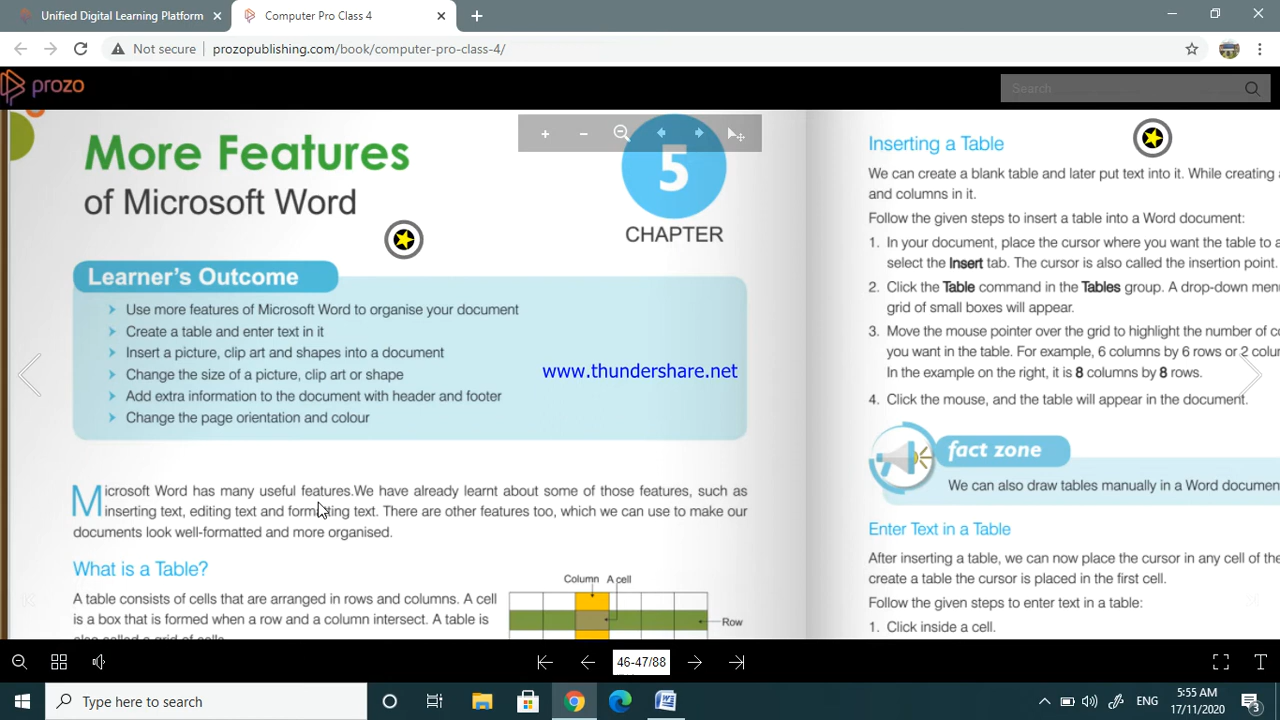 Unified Digital Learning Platform
Computer Pro Class 4
Not secure
prozopublishing.com/book/computer-pro-class-4/
prozo
Search
More Features
of Microsoft Word
5
CHAPTER
Learner's Outcome
Use more features of Microsoft Word to organise your document
Create a table and enter text in it
Insert a picture, clip art and shapes into a document
Change the size of a picture, clip art or shape
Add extra information to the document with header and footer
Change the page orientation and colour
www.thundershare.net
Microsoft Word has many useful features.We have already learnt about some of those features, such as
inserting text, editing text and formatting text. There are other features too, which we can use to make our
documents look well-formatted and more organised.
What is a Table?
A table consists of cells that are arranged in rows and columns. A cell
is a box that is formed when a row and a column intersect. A table is
also called a grid of cells.
Column A cell
Row
Inserting a Table
We can create a blank table and later put text into it. While creating
and columns in it.
Follow the given steps to insert a table into a Word document:
1. In your document, place the cursor where you want the table to
select the Insert tab. The cursor is also called the insertion point.
2. Click the Table command in the Tables group. A drop-down
grid of small boxes will appear.
3. Move the mouse pointer over the grid to highlight the number of
you want in the table. For example, 6 columns by 6 rows or 2
In the example on the right, it is 8 columns by 8 rows.
4. Click the mouse, and the table will appear in the document.
fact zone
We can also draw tables manually in a Word
Enter Text in a Table
After inserting a table, we can now place the cursor in any cell of the
create a table the cursor is placed in the first cell.
Follow the given steps to enter text in a table:
1. Click inside a cell.
46-47/88
Type here to search
ENG
5:55 AM
17/11/2020
3